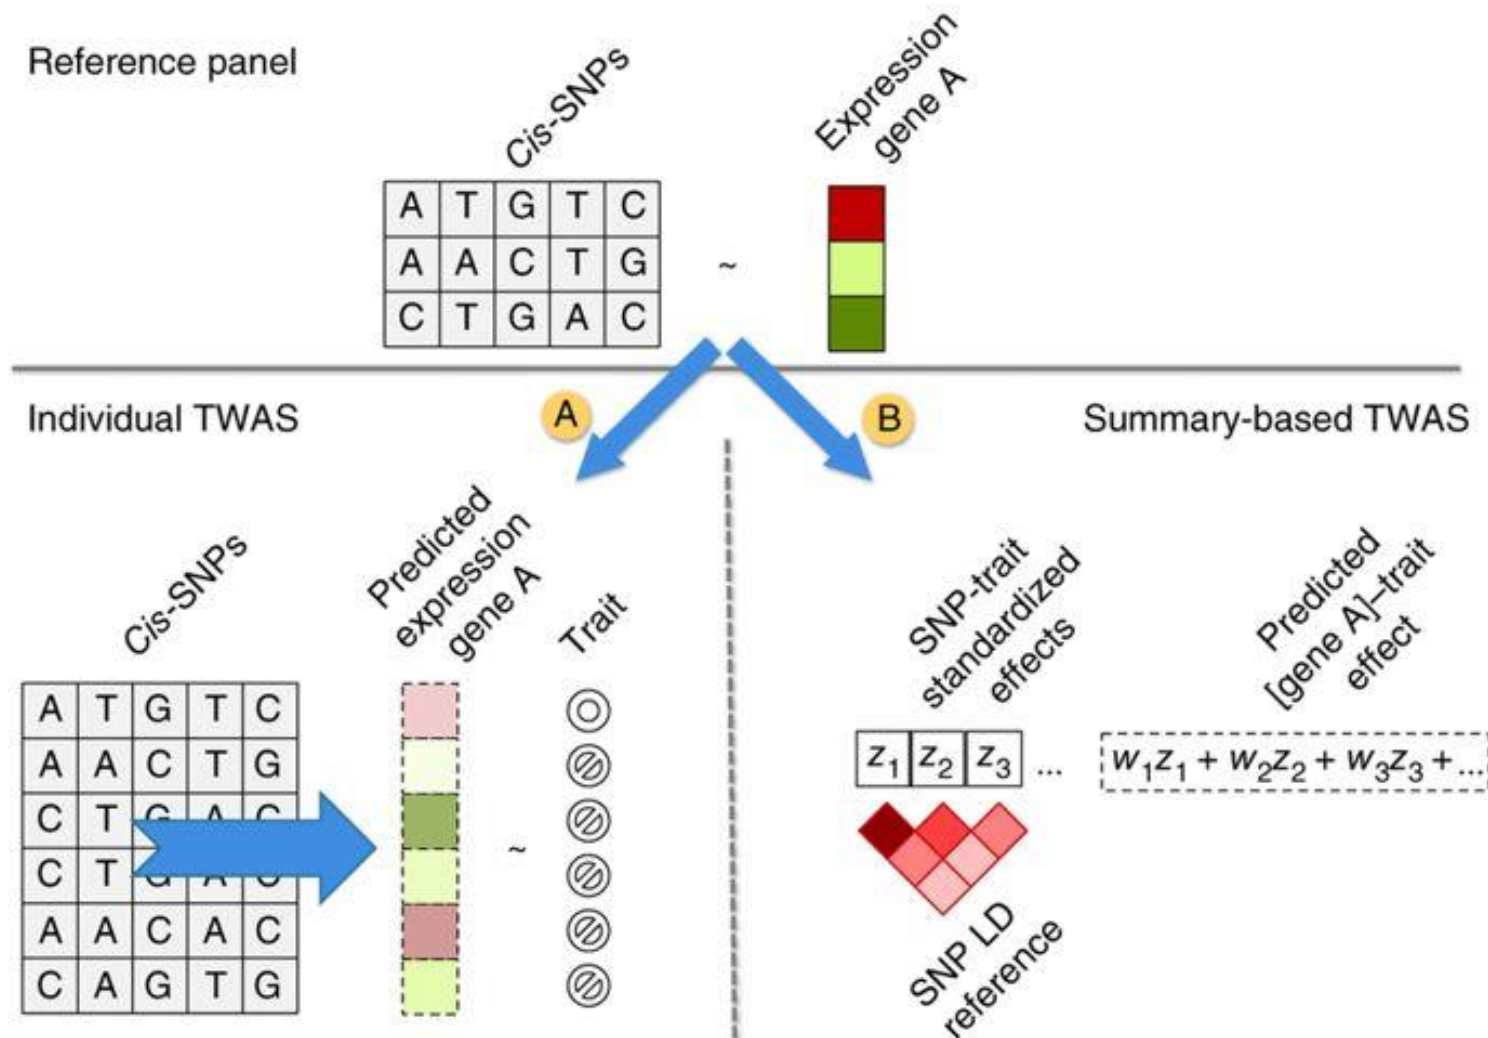 Reference panel
Cis-SNPs
Expression
gene A
A T G T C
A A C T G
C T G A C
~
Individual TWAS
A
B
Summary-based TWAS
Cis-SNPs
Predicted
expression
gene A
Trait
A T G T C
A A C T G
C T G A C
C T G A C
A A C A C
C A G T G
~
SNP-trait
standardized
effects
Predicted
[gene A]–trait
effect
z1 z2 z3 ...
w1z1 + w2z2 + w3z3 + ...
SNP LD
reference